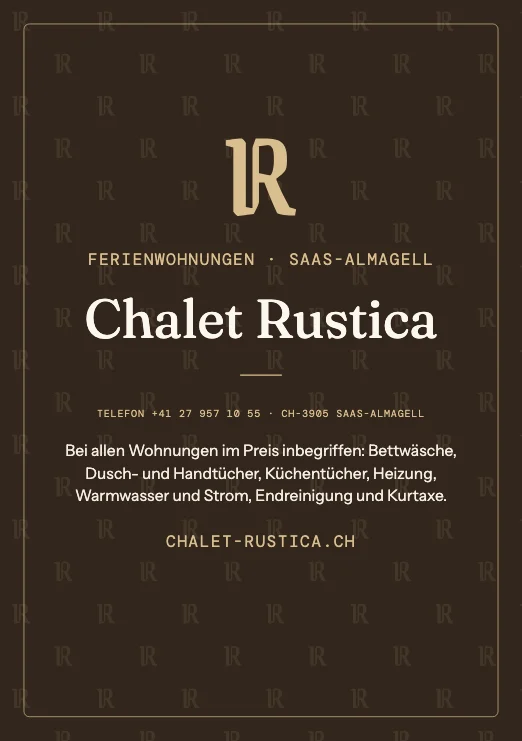 R
FERIENWOHNUNGEN · SAAS-ALMAGELL
Chalet Rustica
TELEFON +41 27 957 10 55 · CH-3905 SAAS-ALMAGELL
Bei allen Wohnungen im Preis inbegriffen: Bettwäsche,
Dusch- und Handtücher, Küchentücher, Heizung,
Warmwasser und Strom, Endreinigung und Kurtaxe.
CHALET-RUSTICA.CH